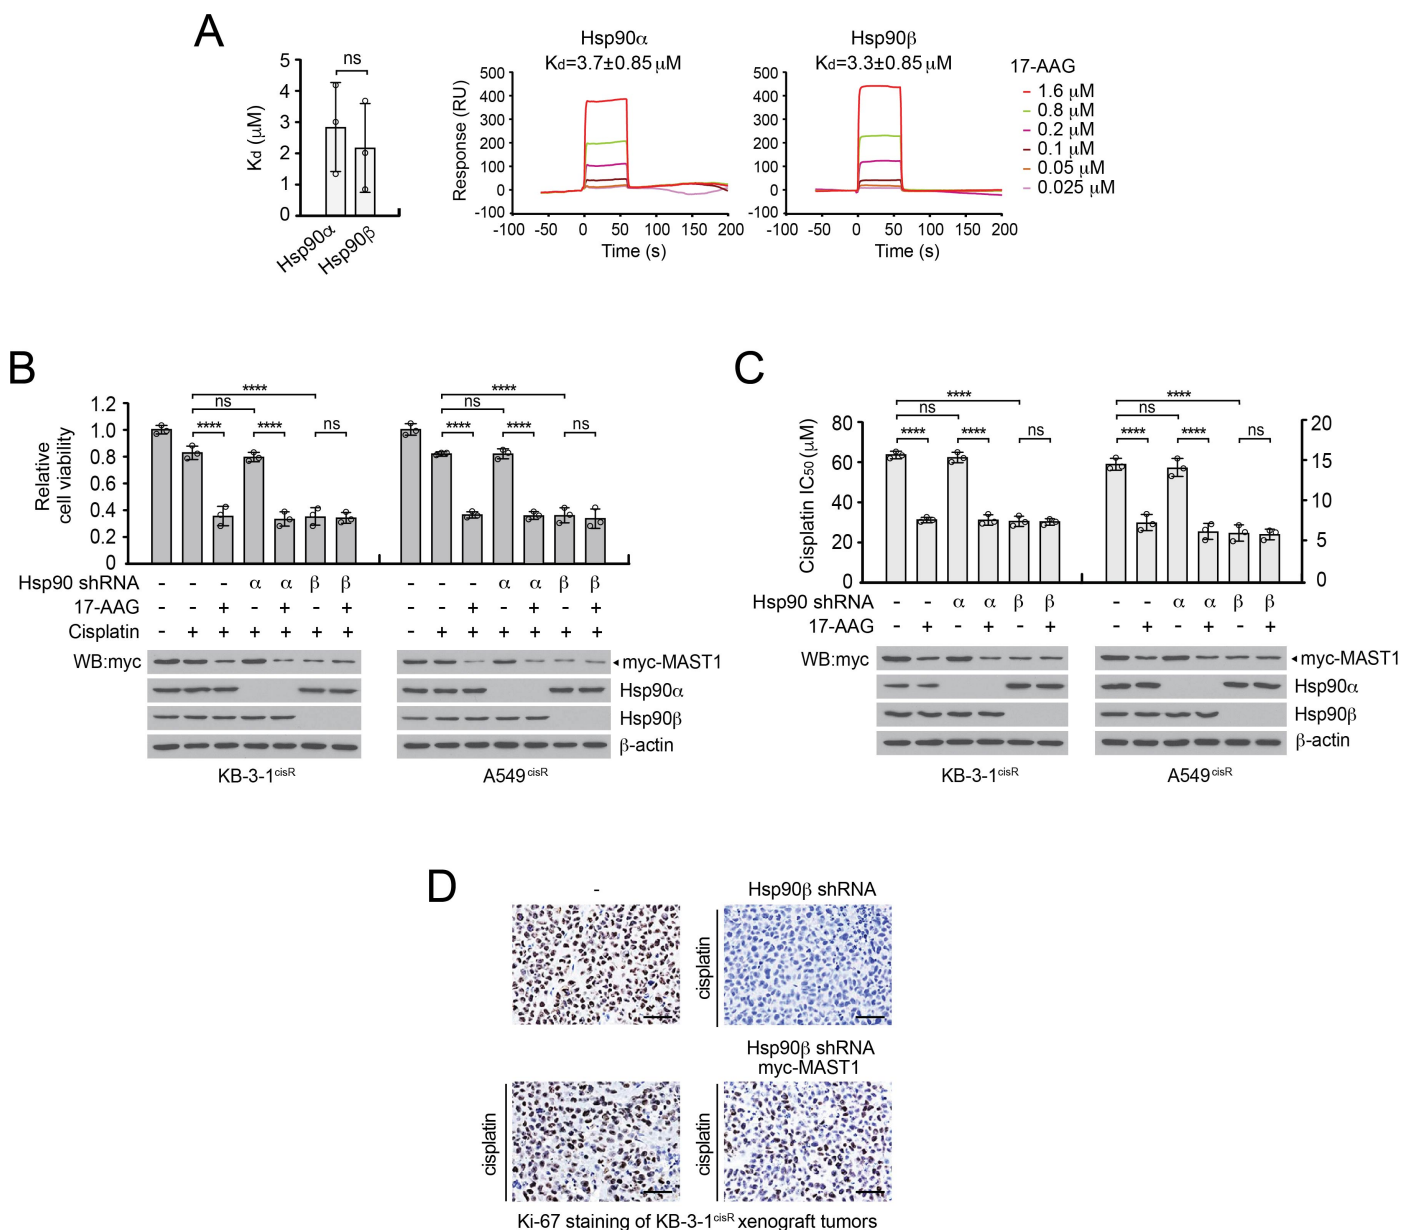 A
Kd (μM)
5
4
3
2
1
0
ns
Hsp90α
Hsp90β
Hsp90α
Kd=3.7±0.85 μM
Response (RU)
500
400
300
200
100
0
-100
-100 -50 0 50 100 150 200
Time (s)
Hsp90β
Kd=3.3±0.85 μM
500
400
300
200
100
0
-100
-100 -50 0 50 100 150 200
Time (s)
17-AAG
1.6 μM
0.8 μM
0.2 μM
0.1 μM
0.05 μM
0.025 μM
B
Relative
cell viability
1.2
1.0
0.8
0.6
0.4
0.2
0
****
ns
**** **** ns
****
ns
**** **** ns
Hsp90 shRNA - - - α α β β - - - α α β β
17-AAG - - + - + - + - - + - + - +
Cisplatin - + + + + + + - + + + + + +
WB:myc
myc-MAST1
Hsp90α
Hsp90β
β-actin
KB-3-1cisR
A549cisR
C
Cisplatin IC50 (μM)
80
60
40
20
0
****
ns
**** **** ns
****
ns
**** **** ns
20
15
10
5
0
Hsp90 shRNA - - α α β β - - α α β β
17-AAG - + - + - + - + - + - +
WB:myc
myc-MAST1
Hsp90α
Hsp90β
β-actin
KB-3-1cisR
A549cisR
D
-
Hsp90β shRNA
cisplatin
Hsp90β shRNA
myc-MAST1
cisplatin
cisplatin
Ki-67 staining of KB-3-1cisR xenograft tumors